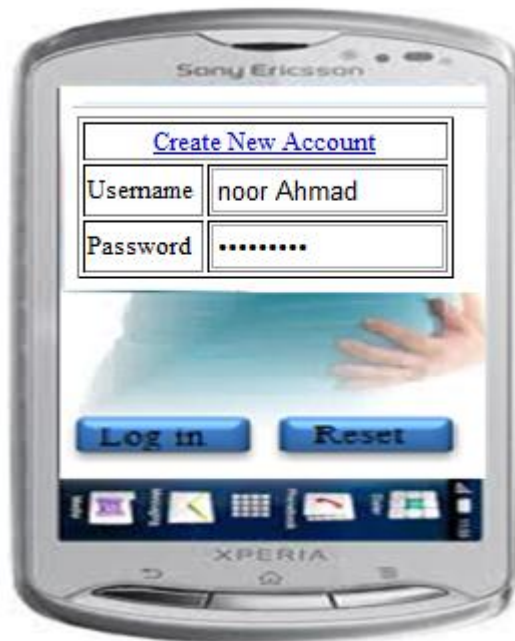 Sony Ericsson
Create New Account
Username noor Ahmad
Password •••••••••
Log in Reset
XPERIA